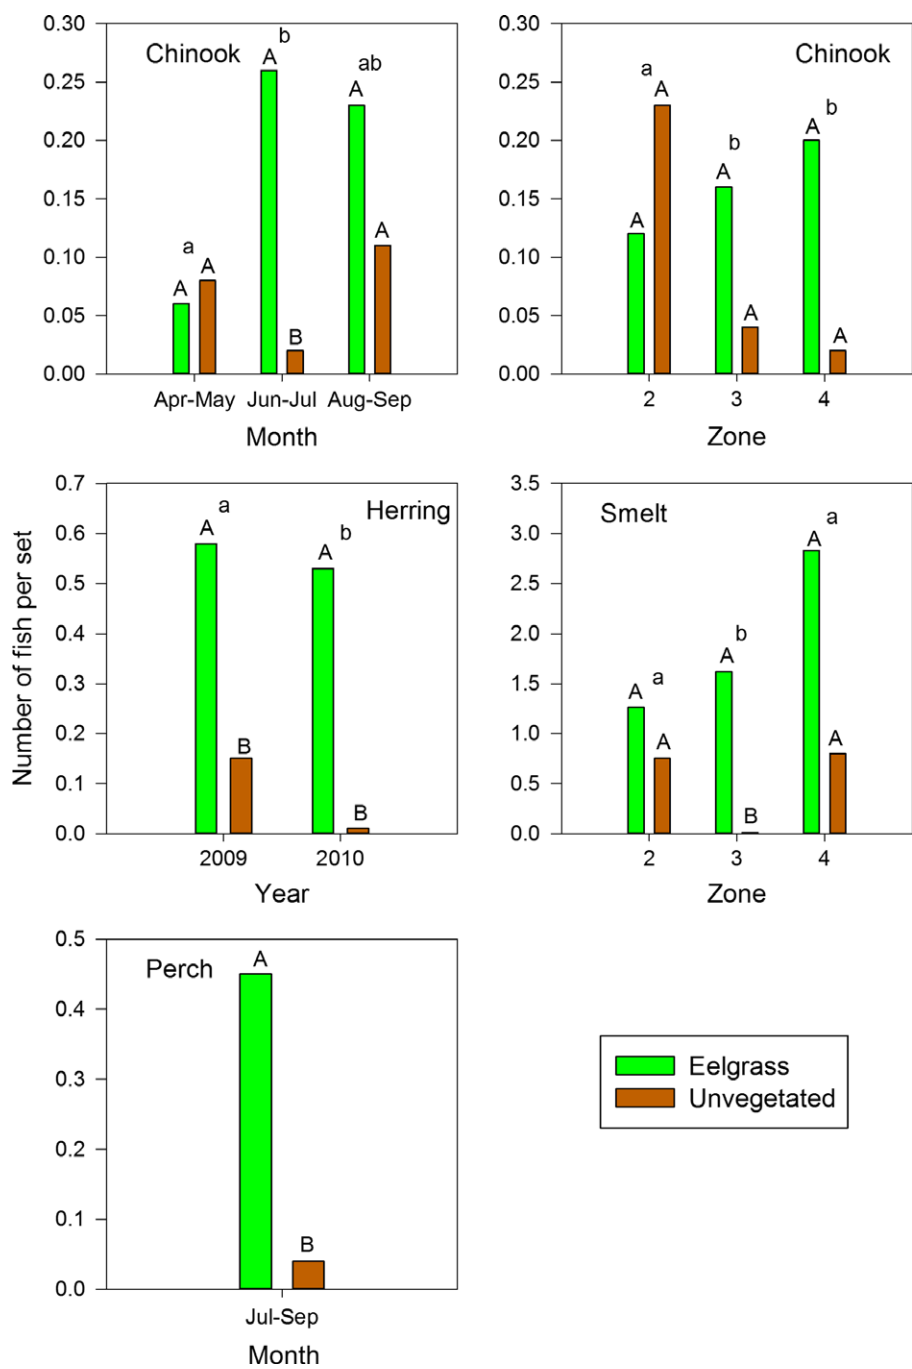 Number of fish per set
Chinook
0.30
0.25
0.20
0.15
0.10
0.05
0.00
a
A
A
b
A
B
ab
A
A
Apr-May Jun-Jul Aug-Sep
Month
Chinook
0.30
0.25
0.20
0.15
0.10
0.05
0.00
a
A
A
b
A
A
b
A
A
2 3 4
Zone
Herring
0.7
0.6
0.5
0.4
0.3
0.2
0.1
0.0
a
A
B
b
A
B
2009 2010
Year
Smelt
3.5
3.0
2.5
2.0
1.5
1.0
0.5
0.0
a
A
A
b
A
B
a
A
A
2 3 4
Zone
Perch
0.5
0.4
0.3
0.2
0.1
0.0
A
B
Jul-Sep
Month
Eelgrass
Unvegetated